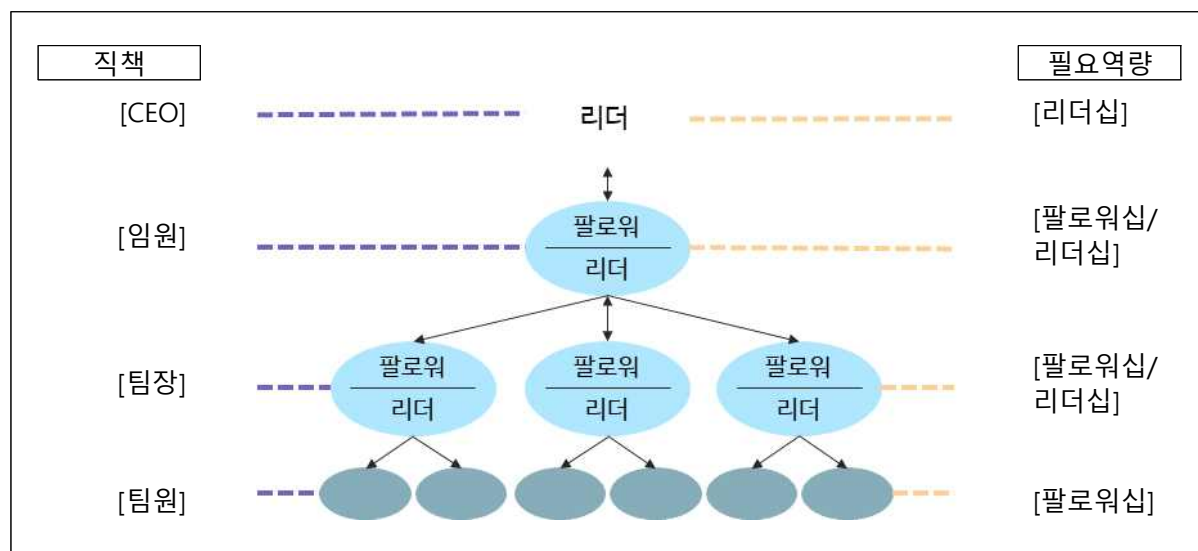 직책
필요역량
[CEO]
리더
[리더십]
[임원]
팔로워
리더
[팔로워십/
리더십]
[팀장]
팔로워
리더
팔로워
리더
팔로워
리더
[팔로워십/
리더십]
[팀원]
[팔로워십]